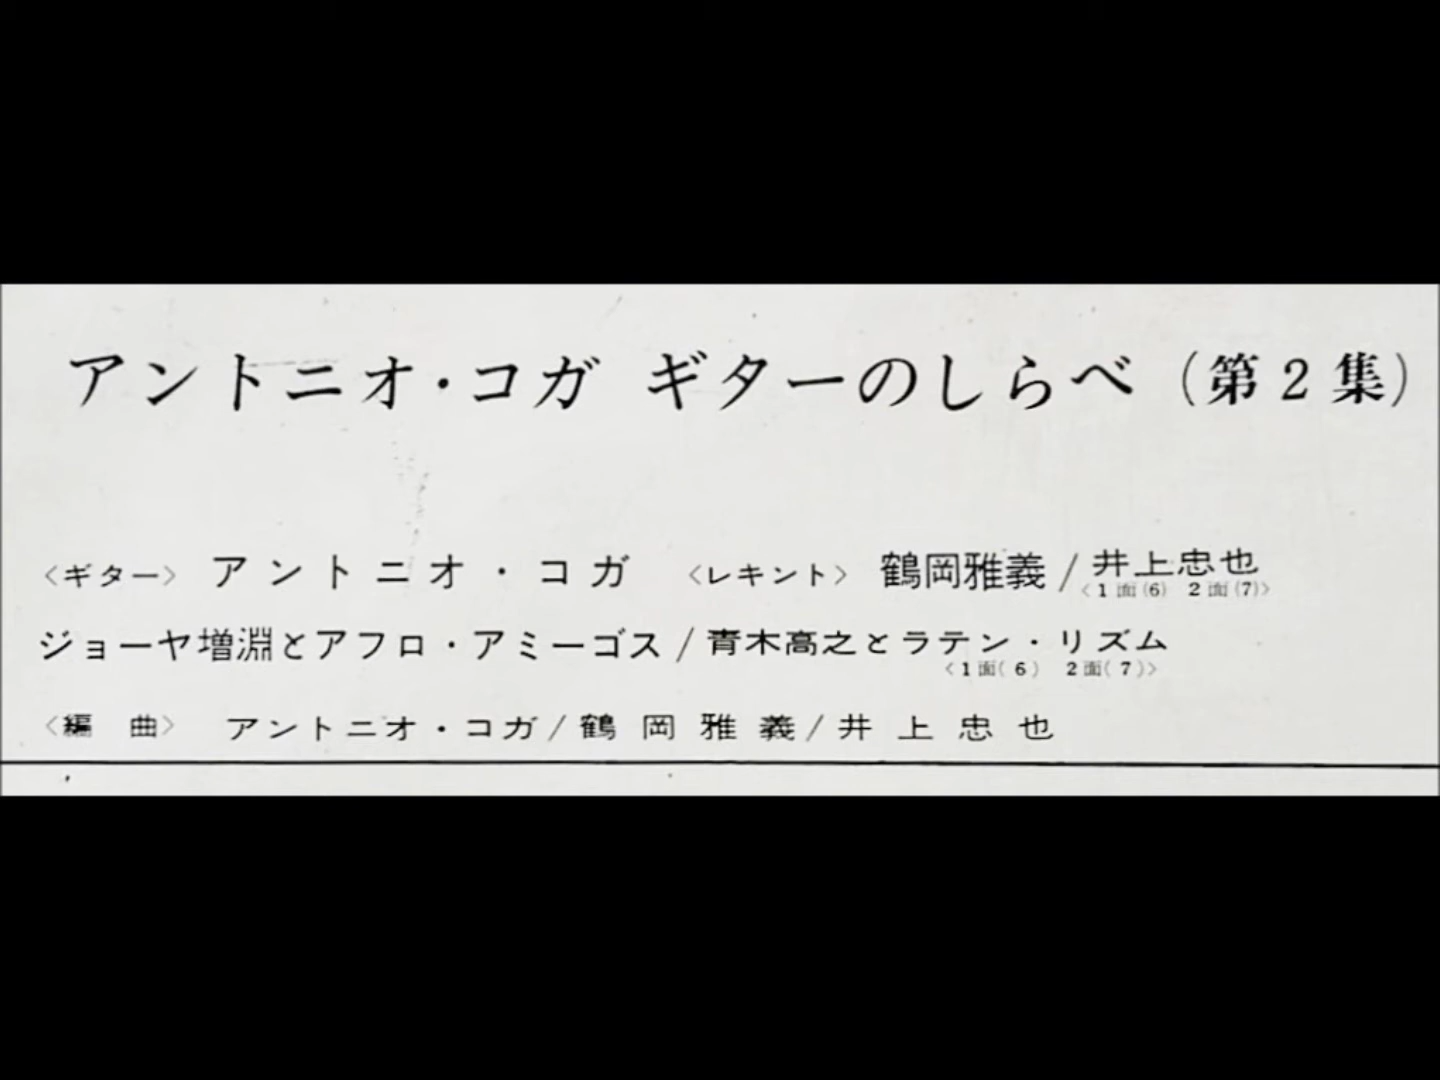 アントニオ・コガ ギターのしらべ（第2集）
〈ギター〉 アントニオ・コガ 〈レキント〉 鶴岡雅義/井上忠也
〈1面(6) 2面(7)〉
ジョーヤ増淵とアフロ・アミーゴス/青木高之とラテン・リズム
〈1面(6) 2面(7)〉
〈編 曲〉 アントニオ・コガ/鶴岡雅義/井上忠也